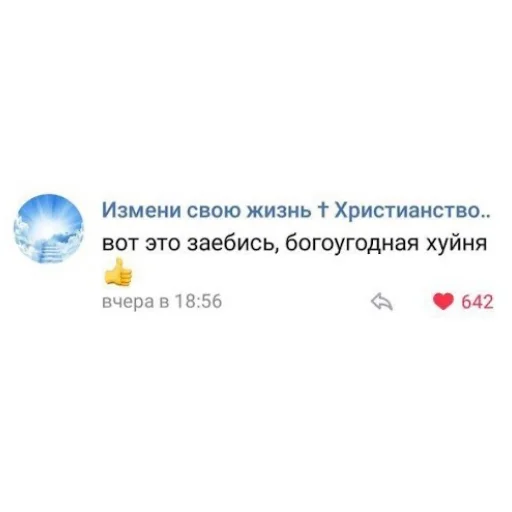 Измени свою жизнь ✝ Христианство..
вот это заебись, богоугодная хуйня
👍
вчера в 18:56
642